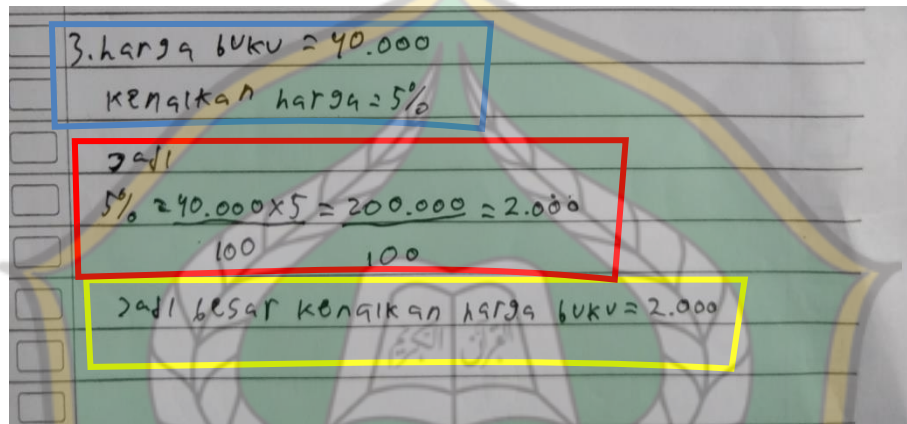 3. harga buku = 40.000
kenaikan harga = 5%
Jadi
5% = 40.000 x 5 = 200.000 = 2.000
100 100
Jadi besar kenaikan harga buku = 2.000